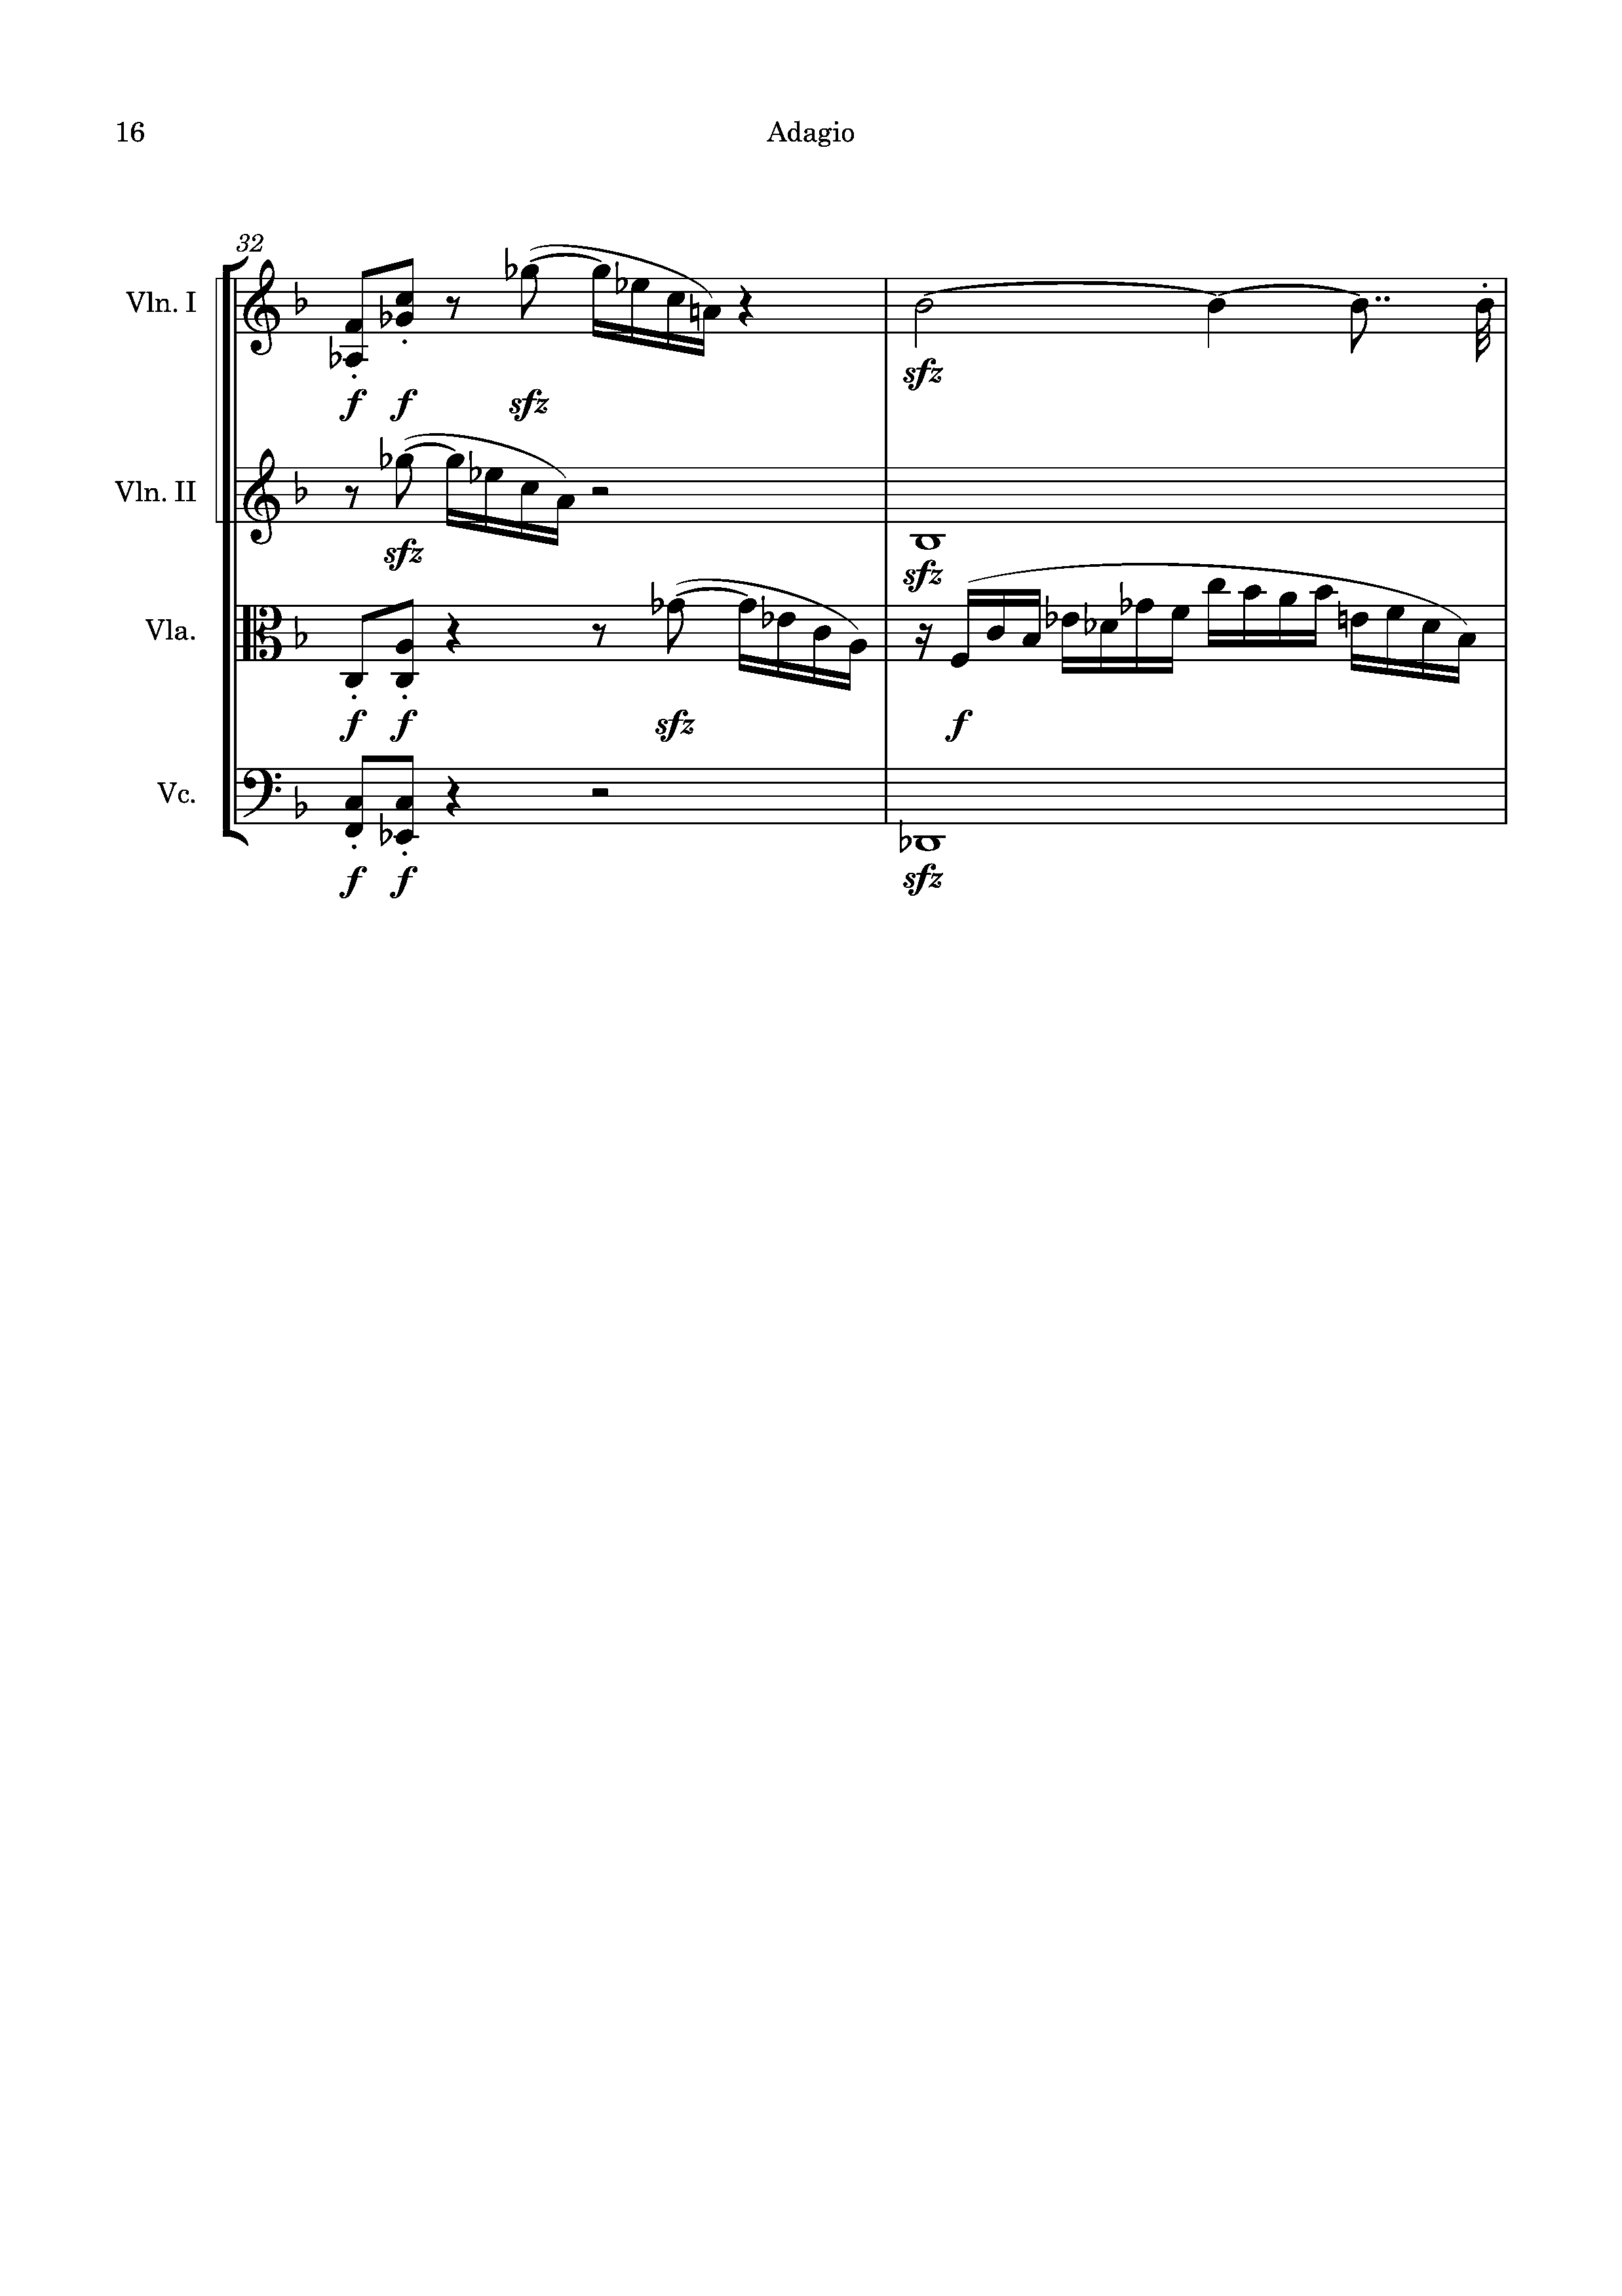 16 Adagio
32
Vln. I
f f sfz sfz
Vln. II
sfz sfz
Vla.
f f sfz f
Vc.
f f sfz